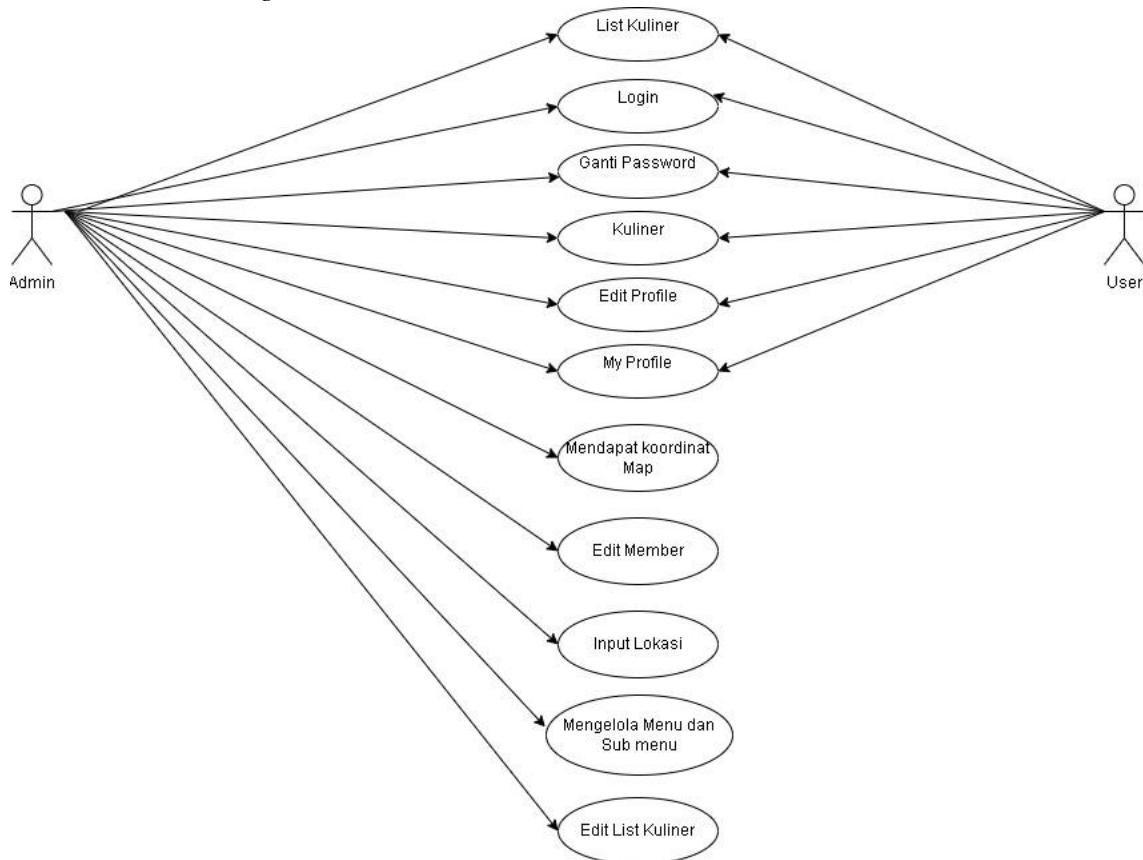 List Kuliner
Login
Ganti Password
Kuliner
Admin
User
Edit Profile
My Profile
Mendapat koordinat
Map
Edit Member
Input Lokasi
Mengelola Menu dan
Sub menu
Edit List Kuliner